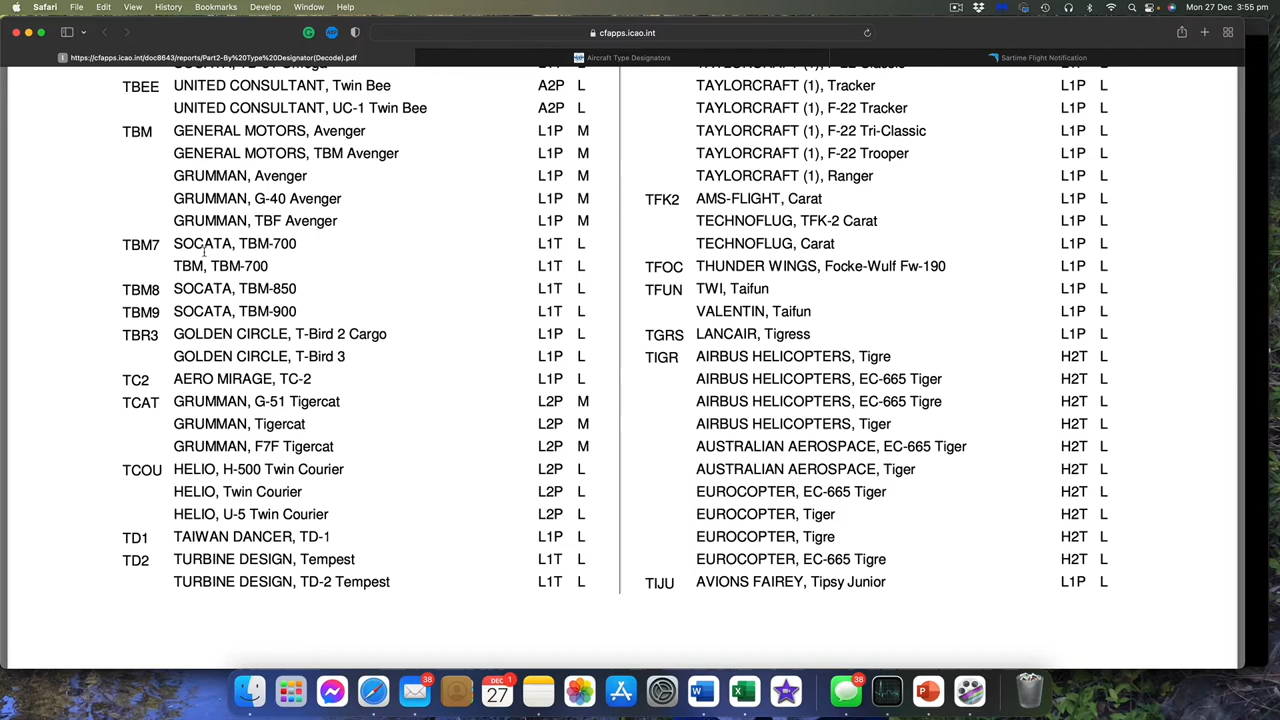 Safari File Edit View History Bookmarks Window Help
Mon 27 Dec 3:55 pm
cfapps.icao.int
https://cfapps.icao.int/doc8643/reports/Part2-By%20Type%20Designator(Decode).pdf
Aircraft Type Designators
Sartime Flight Notification
TBEE UNITED CONSULTANT, Twin Bee A2P L
UNITED CONSULTANT, UC-1 Twin Bee A2P L
TBM GENERAL MOTORS, Avenger L1P M
GENERAL MOTORS, TBM Avenger L1P M
GRUMMAN, Avenger L1P M
GRUMMAN, G-40 Avenger L1P M
GRUMMAN, TBF Avenger L1P M
TBM7 SOCATA, TBM-700 L1T L
TBM, TBM-700 L1T L
TBM8 SOCATA, TBM-850 L1T L
TBM9 SOCATA, TBM-900 L1T L
TBR3 GOLDEN CIRCLE, T-Bird 2 Cargo L1P L
GOLDEN CIRCLE, T-Bird 3 L1P L
TC2 AERO MIRAGE, TC-2 L1P L
TCAT GRUMMAN, G-51 Tigercat L2P M
GRUMMAN, Tigercat L2P M
GRUMMAN, F7F Tigercat L2P M
TCOU HELIO, H-500 Twin Courier L2P L
HELIO, Twin Courier L2P L
HELIO, U-5 Twin Courier L2P L
TD1 TAIWAN DANCER, TD-1 L1P L
TD2 TURBINE DESIGN, Tempest L1T L
TURBINE DESIGN, TD-2 Tempest L1T L
TAYLORCRAFT (1), Tracker L1P L
TAYLORCRAFT (1), F-22 Tracker L1P L
TAYLORCRAFT (1), F-22 Tri-Classic L1P L
TAYLORCRAFT (1), F-22 Trooper L1P L
TAYLORCRAFT (1), Ranger L1P L
TFK2 AMS-FLIGHT, Carat L1P L
TECHNOFLUG, TFK-2 Carat L1P L
TECHNOFLUG, Carat L1P L
TFOC THUNDER WINGS, Focke-Wulf Fw-190 L1P L
TFUN TWI, Taifun L1P L
VALENTIN, Taifun L1P L
TGRS LANCAIR, Tigress L1P L
TIGR AIRBUS HELICOPTERS, Tigre H2T L
AIRBUS HELICOPTERS, EC-665 Tiger H2T L
AIRBUS HELICOPTERS, EC-665 Tigre H2T L
AIRBUS HELICOPTERS, Tiger H2T L
AUSTRALIAN AEROSPACE, EC-665 Tiger H2T L
AUSTRALIAN AEROSPACE, Tiger H2T L
EUROCOPTER, EC-665 Tiger H2T L
EUROCOPTER, Tiger H2T L
EUROCOPTER, Tigre H2T L
EUROCOPTER, EC-665 Tigre H2T L
TIJU AVIONS FAIREY, Tipsy Junior L1P L
38
DEC 1
27
38